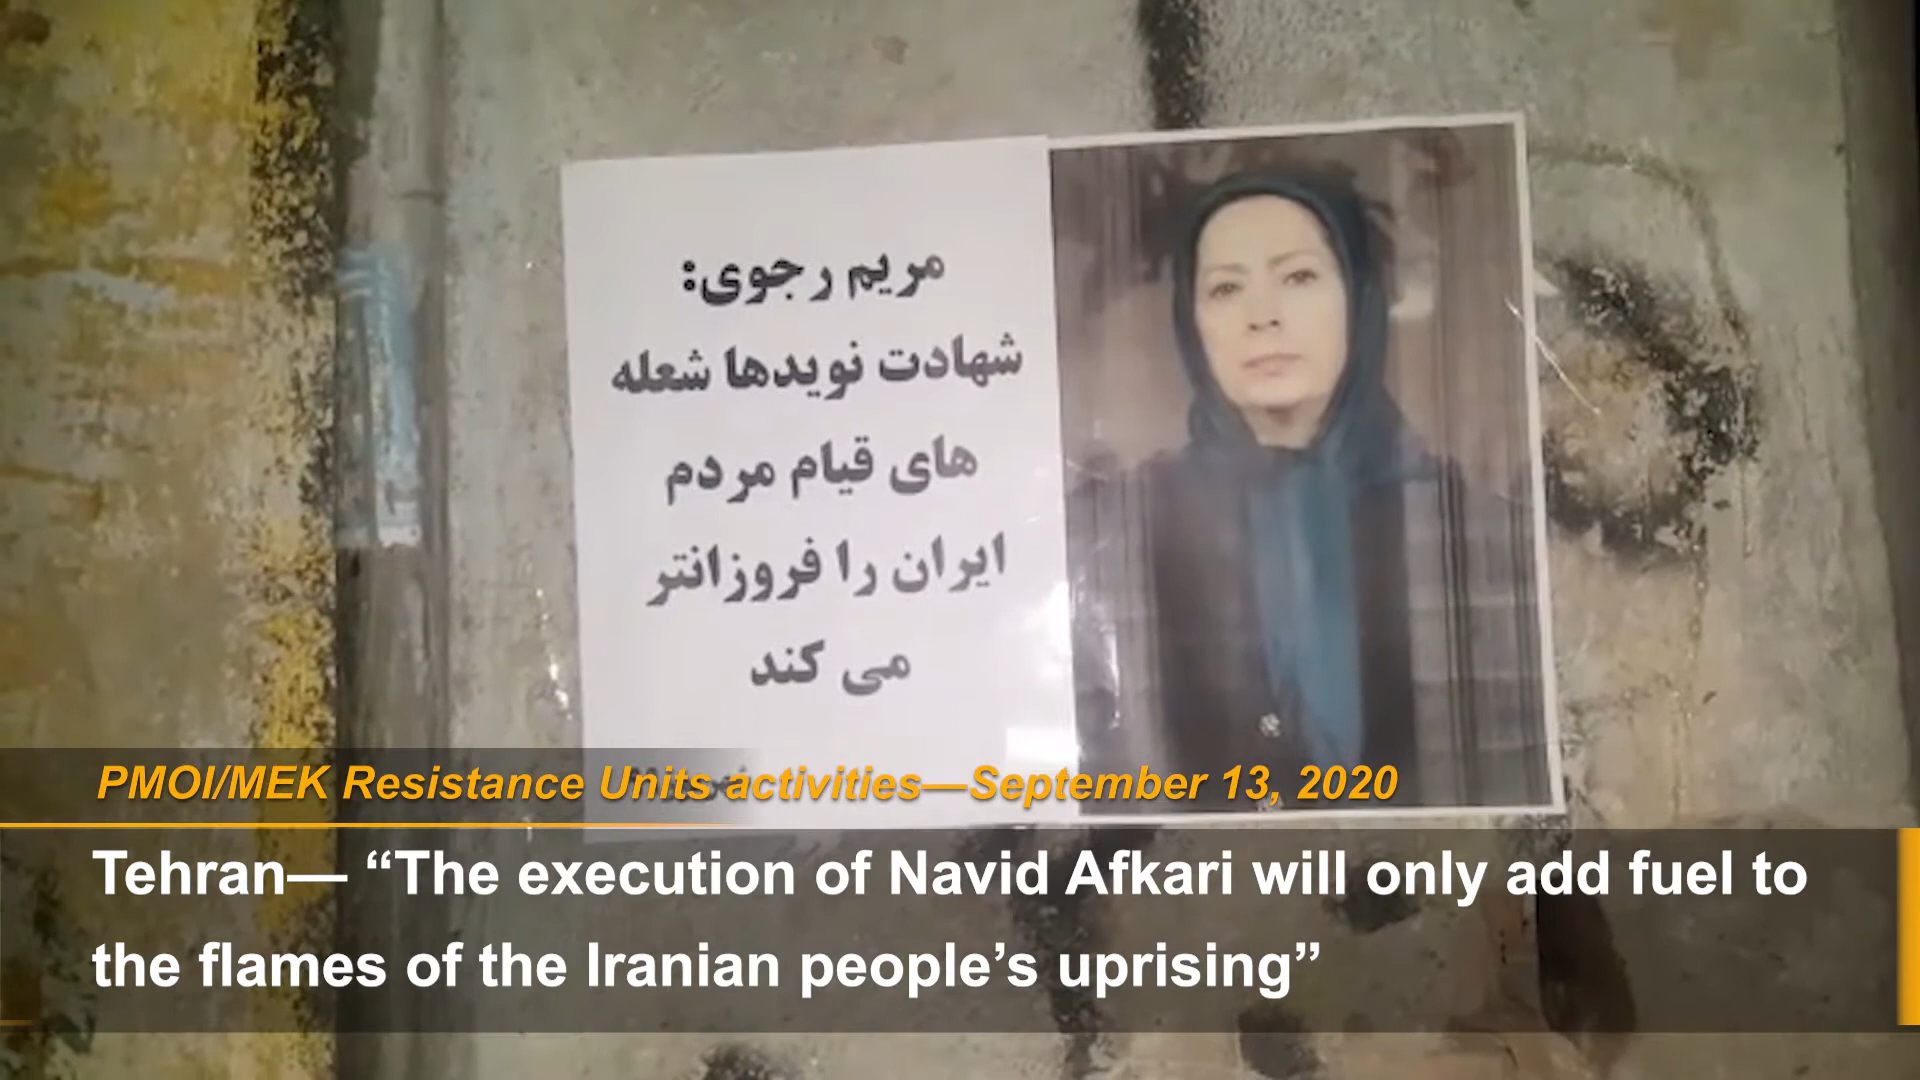 مریم رجوی:
شهادت نویدها شعله
های قیام مردم
ایران را فروزانتر
می کند
PMOI/MEK Resistance Units activities—September 13, 2020
Tehran— “The execution of Navid Afkari will only add fuel to
the flames of the Iranian people’s uprising”